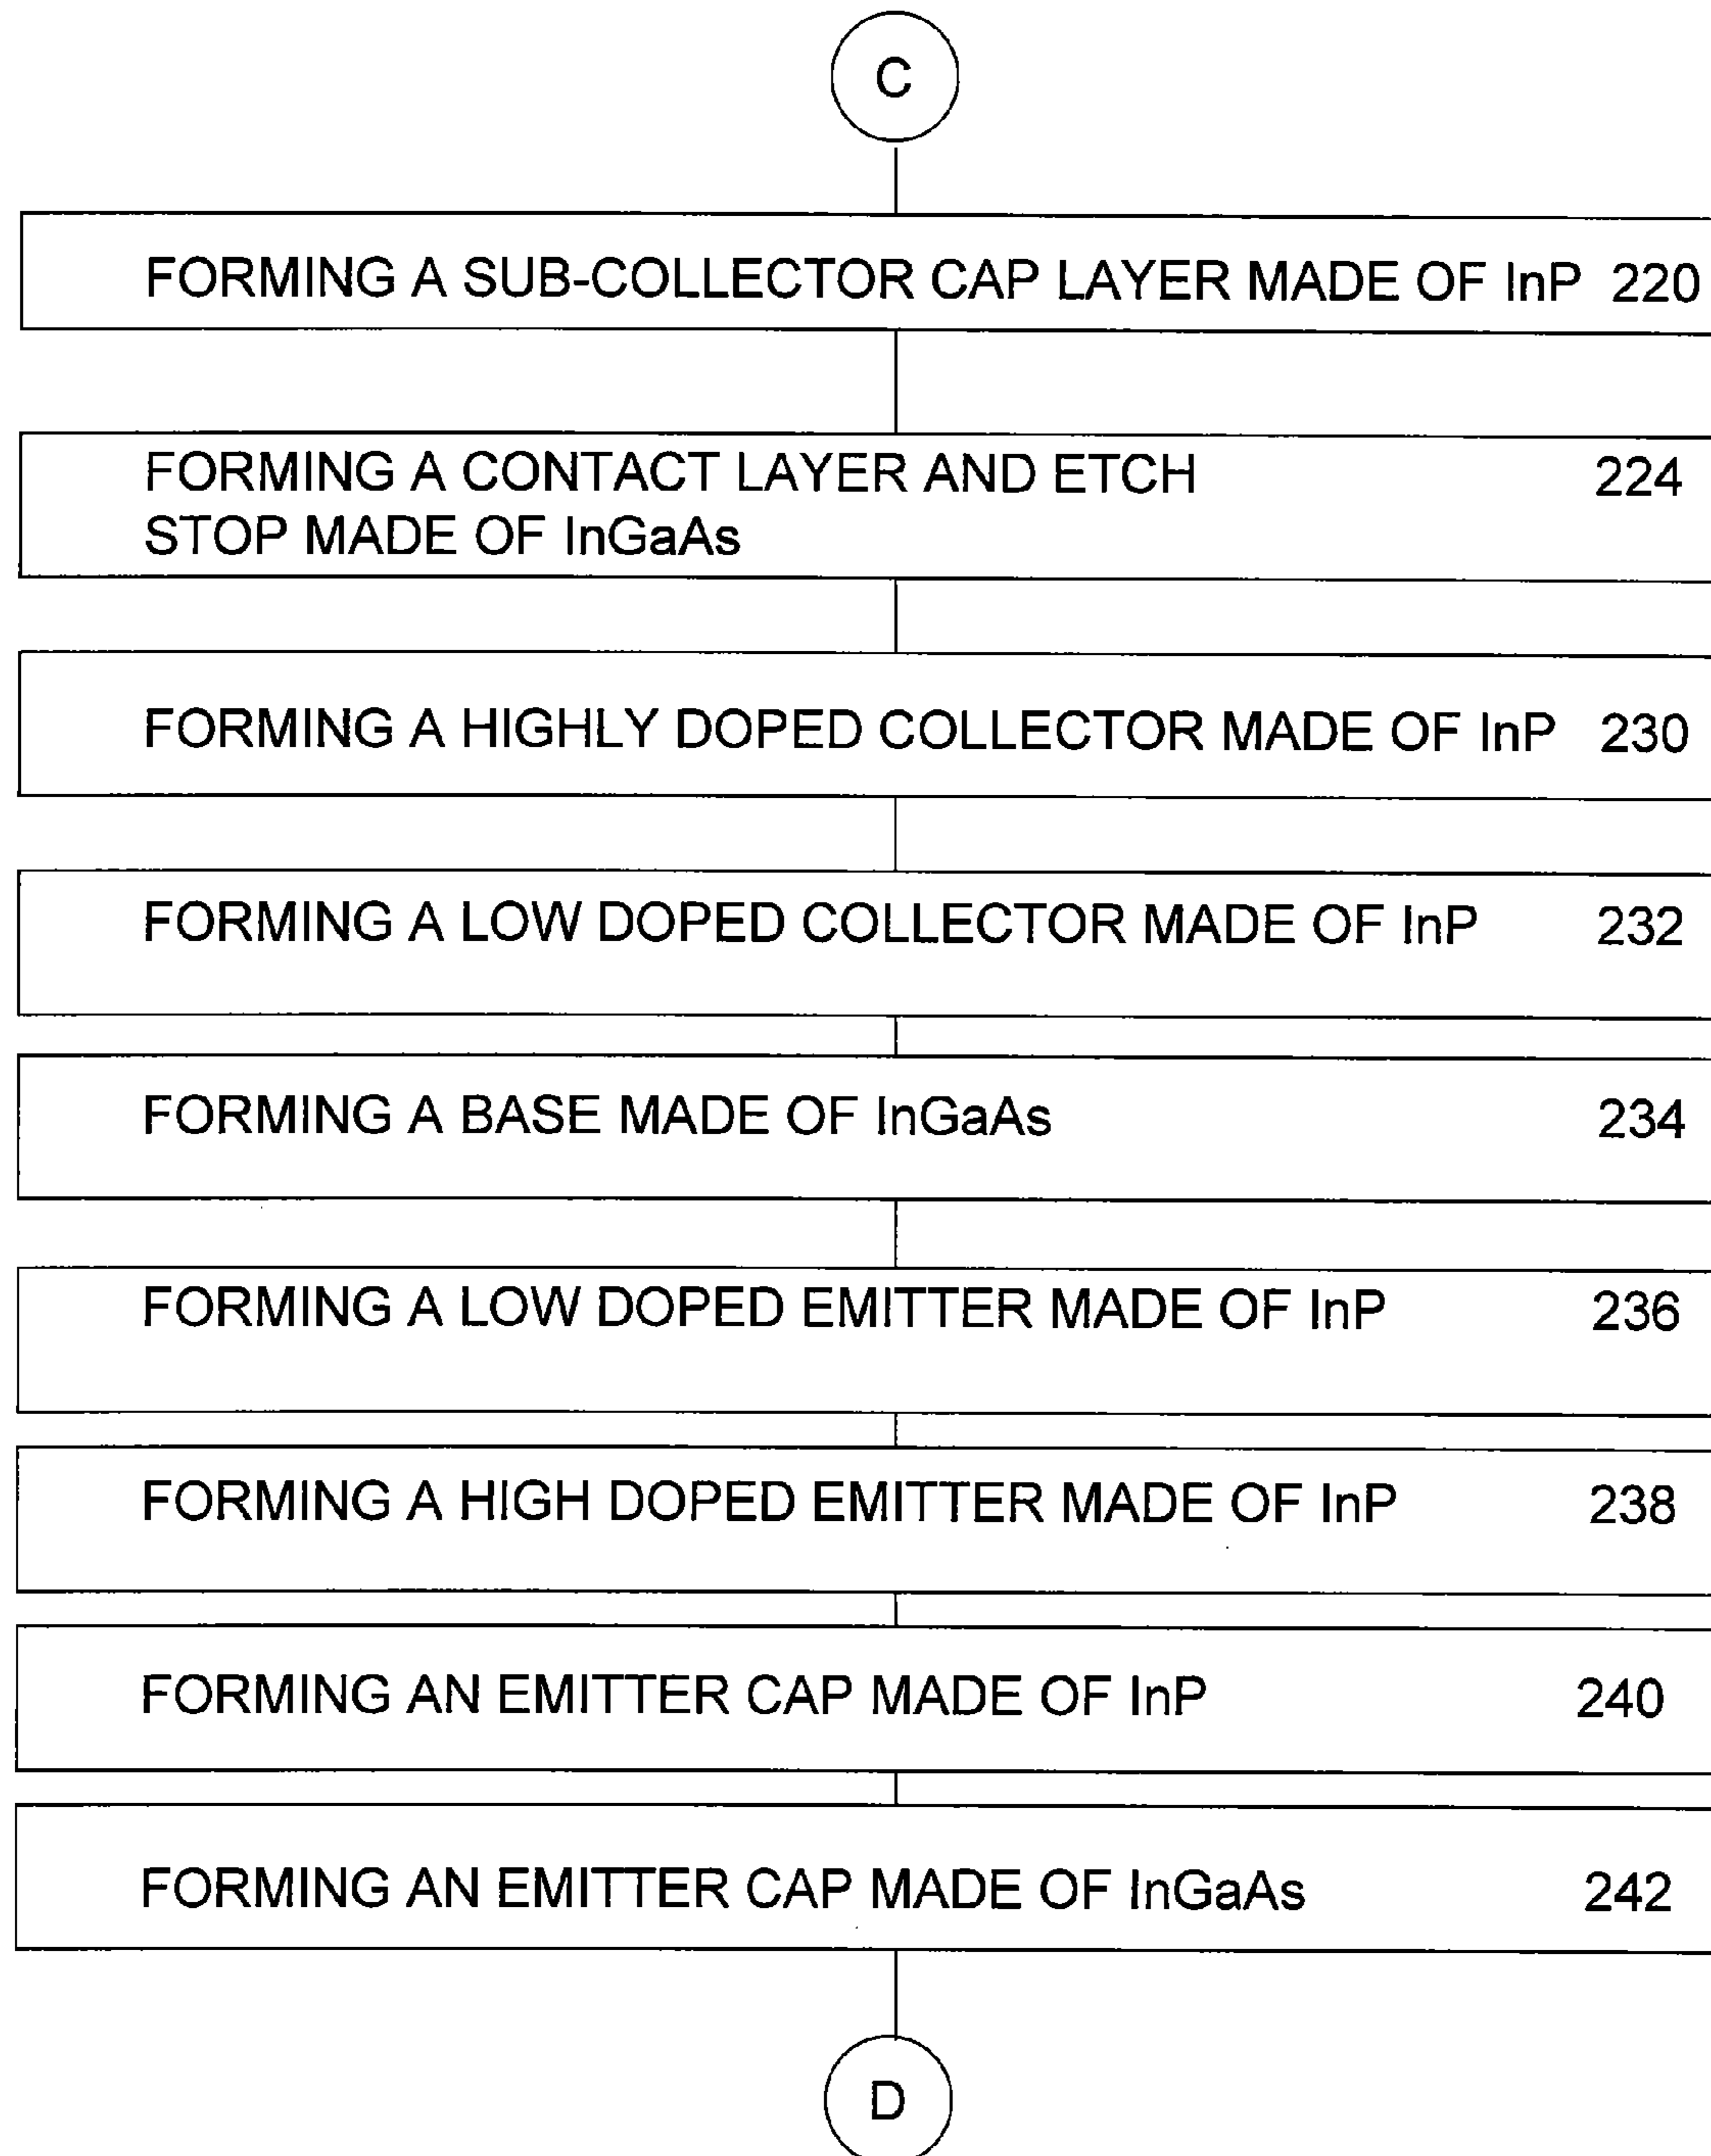 C
FORMING A SUB-COLLECTOR CAP LAYER MADE OF InP 220
FORMING A CONTACT LAYER AND ETCH 224
STOP MADE OF InGaAs
FORMING A HIGHLY DOPED COLLECTOR MADE OF InP 230
FORMING A LOW DOPED COLLECTOR MADE OF InP 232
FORMING A BASE MADE OF InGaAs 234
FORMING A LOW DOPED EMITTER MADE OF InP 236
FORMING A HIGH DOPED EMITTER MADE OF InP 238
FORMING AN EMITTER CAP MADE OF InP 240
FORMING AN EMITTER CAP MADE OF InGaAs 242
D